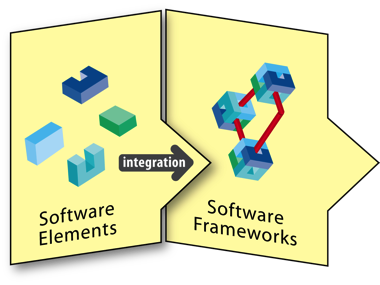 integration
Software
Elements
Software
Frameworks